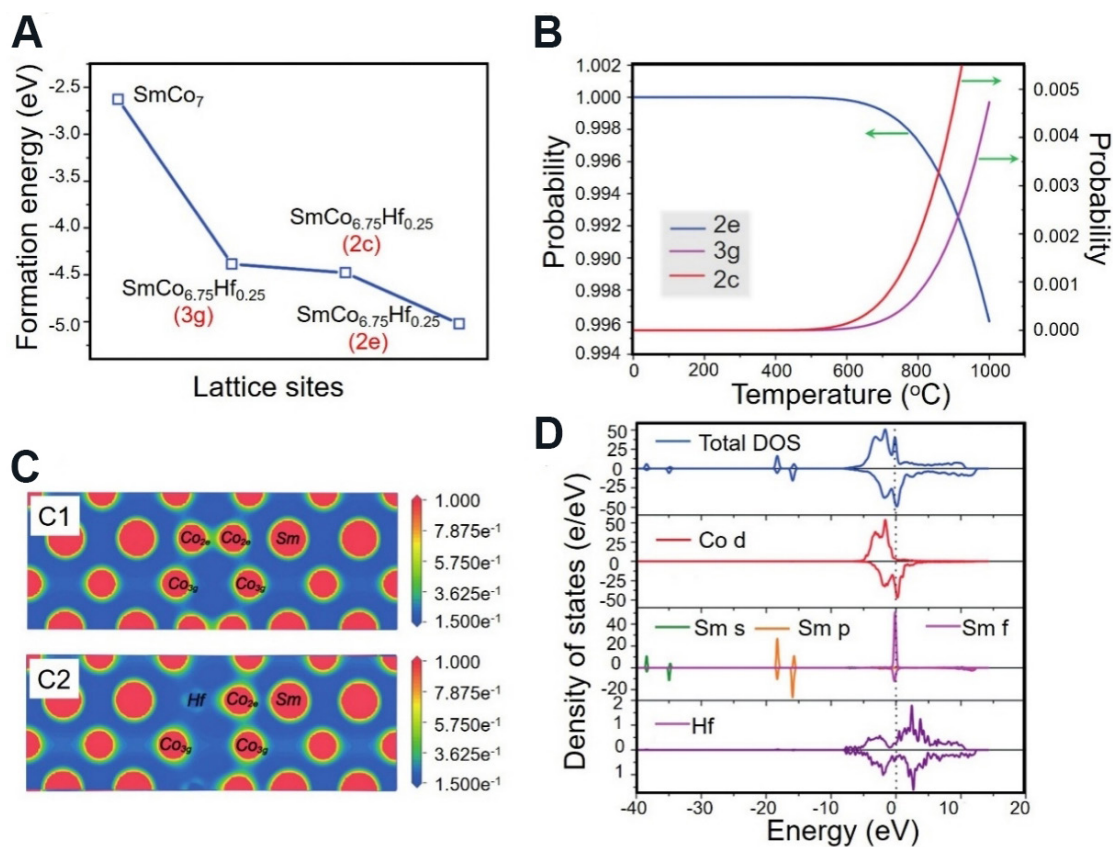 A
Formation energy (eV)
-2.5
-3.0
-3.5
-4.0
-4.5
-5.0
SmCo7
SmCo6.75Hf0.25
(3g)
SmCo6.75Hf0.25
(2c)
SmCo6.75Hf0.25
(2e)
Lattice sites
B
Probability
1.002
1.000
0.998
0.996
0.994
0.992
0.990
0.998
0.996
0.994
2e
3g
2c
0.005
0.004
0.003
0.002
0.001
0.000
Probability
0 200 400 600 800 1000
Temperature (oC)
C
C1
Co2e Co2e Sm
Co3g Co3g
1.000
7.875e-1
5.750e-1
3.625e-1
1.500e-1
C2
Hf Co2e Sm
Co3g Co3g
1.000
7.875e-1
5.750e-1
3.625e-1
1.500e-1
D
Density of states (e/eV)
50
25
0
-25
-50
Total DOS
50
25
0
-25
-50
Co d
40
20
0
-20
Sm s Sm p Sm f
2
1
0
1
Hf
-40 -30 -20 -10 0 10 20
Energy (eV)